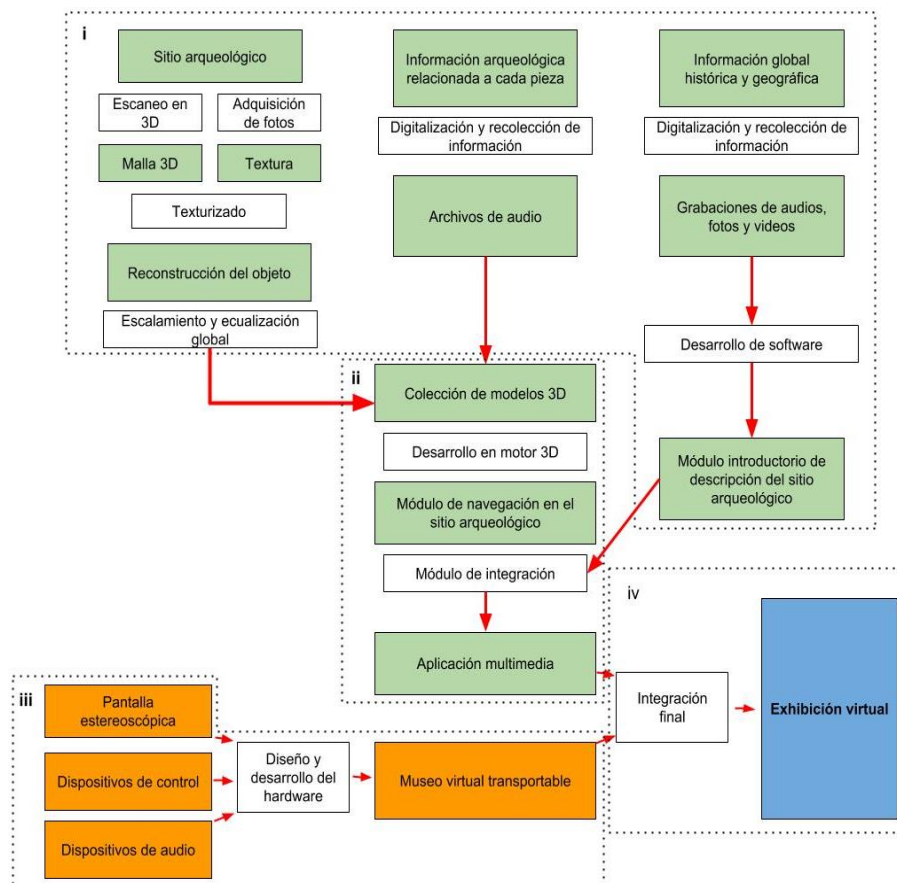 i
Sitio arqueológico
Escaneo en
3D
Adquisición
de fotos
Malla 3D
Textura
Texturizado
Reconstrucción del objeto
Escalamiento y ecualización
global
Información arqueológica
relacionada a cada pieza
Digitalización y recolección de
información
Archivos de audio
Información global
histórica y geográfica
Digitalización y recolección de
información
Grabaciones de audios,
fotos y videos
Desarrollo de software
Módulo introductorio de
descripción del sitio
arqueológico
ii
Colección de modelos 3D
Desarrollo en motor 3D
Módulo de navegación en el
sitio arqueológico
Módulo de integración
Aplicación multimedia
iii
Pantalla
estereoscópica
Dispositivos de control
Dispositivos de audio
Diseño y
desarrollo del
hardware
Museo virtual transportable
iv
Integración
final
Exhibición virtual